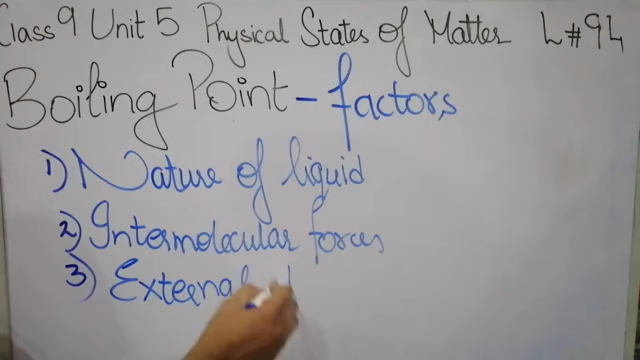 Class 9 Unit 5 Physical States of Matter L#94
Boiling Point - factors
1) Nature of liquid
2) Intermolecular forces
3) External